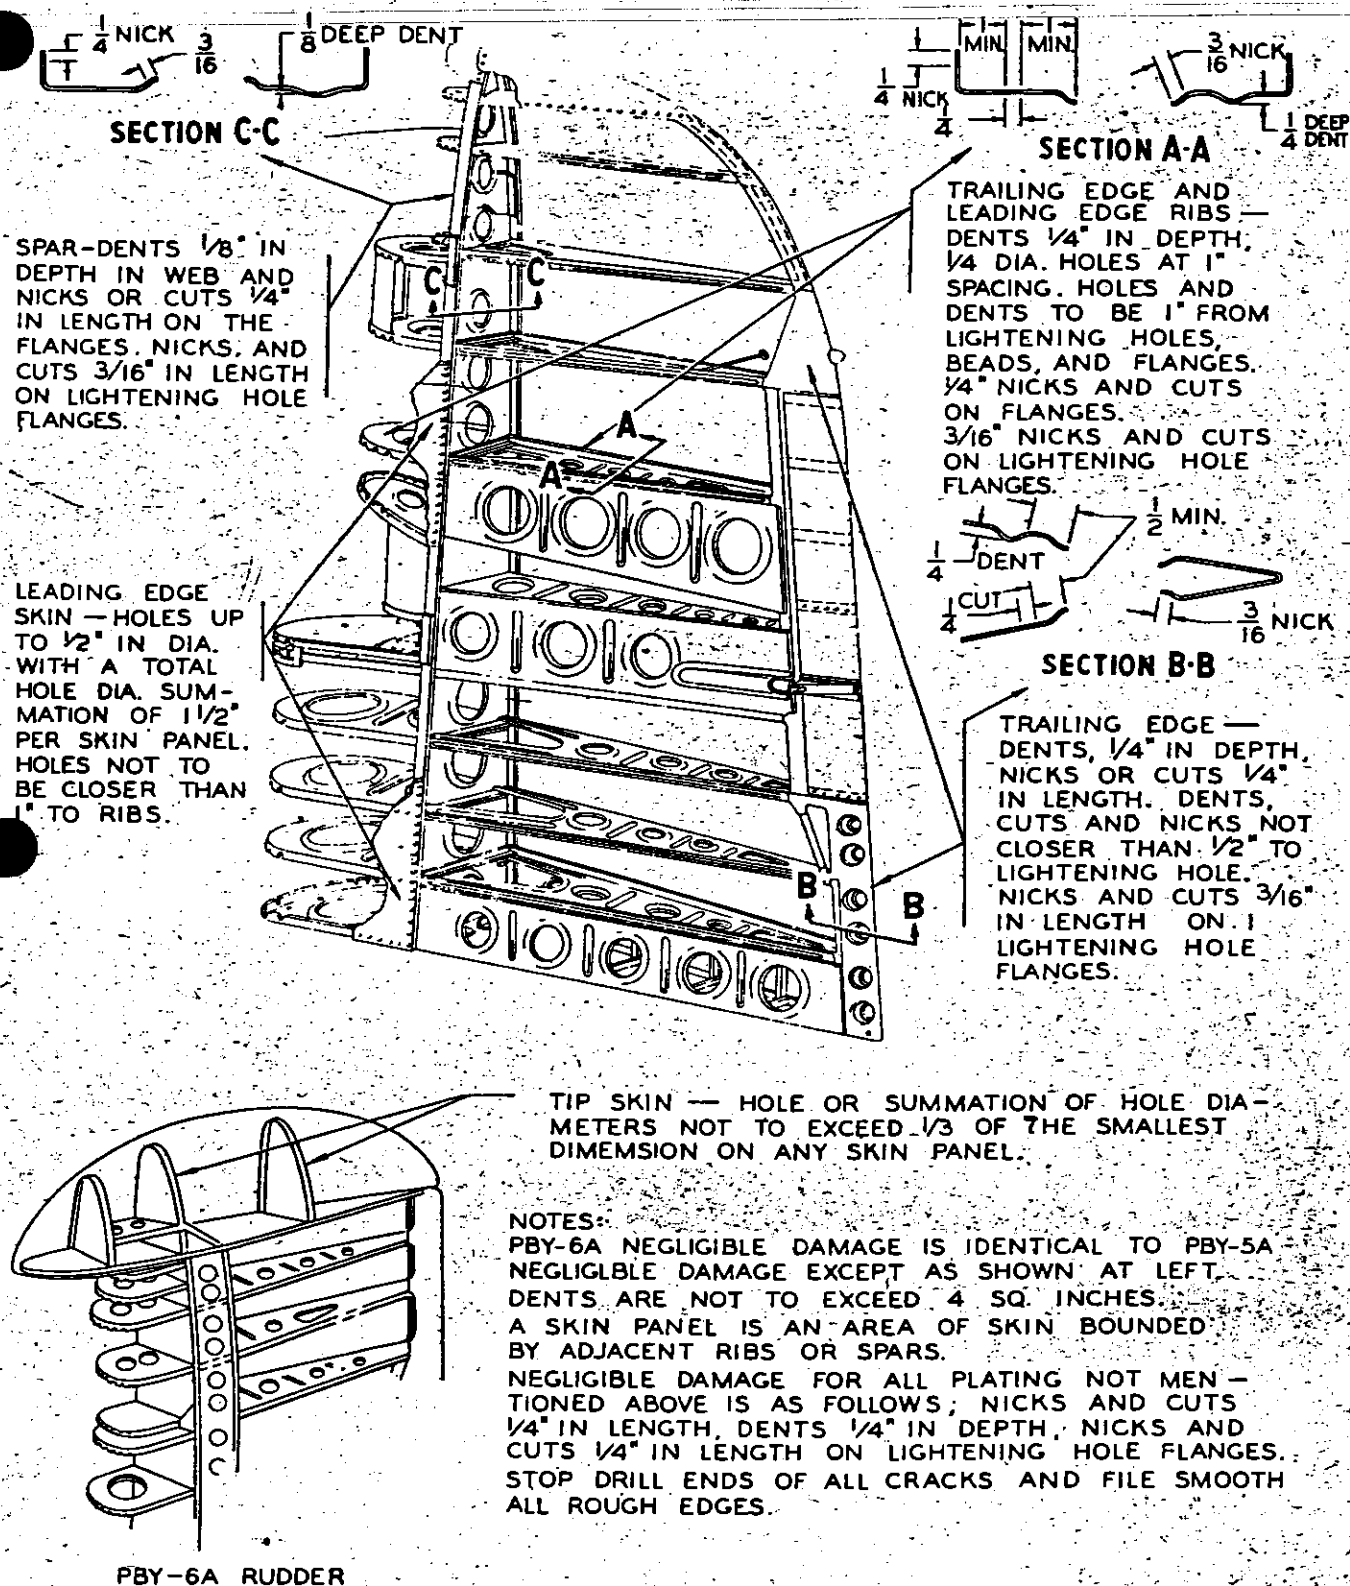 1/4 NICK
3/16
1/8 DEEP DENT
SECTION C-C
SPAR-DENTS 1/8" IN
DEPTH IN WEB AND
NICKS OR CUTS 1/4"
IN LENGTH ON THE
FLANGES. NICKS, AND
CUTS 3/16" IN LENGTH
ON LIGHTENING HOLE
FLANGES.
LEADING EDGE
SKIN — HOLES UP
TO 1/2" IN DIA.
WITH A TOTAL
HOLE DIA. SUM-
MATION OF 1 1/2"
PER SKIN PANEL.
HOLES NOT TO
BE CLOSER THAN
1" TO RIBS.
C C
A
A
B B
1 1
MIN. MIN.
1/4 NICK
1/4
3/16 NICK
1/4 DEEP
DENT
SECTION A-A
TRAILING EDGE AND
LEADING EDGE RIBS —
DENTS 1/4" IN DEPTH,
1/4 DIA. HOLES AT 1"
SPACING. HOLES AND
DENTS TO BE 1" FROM
LIGHTENING HOLES,
BEADS, AND FLANGES.
1/4" NICKS AND CUTS
ON FLANGES.
3/16" NICKS AND CUTS
ON LIGHTENING HOLE
FLANGES.
1/2 MIN.
1/4 DENT
1/4 CUT
3/16 NICK
SECTION B-B
TRAILING EDGE —
DENTS, 1/4" IN DEPTH,
NICKS OR CUTS 1/4"
IN LENGTH. DENTS,
CUTS AND NICKS NOT
CLOSER THAN 1/2" TO
LIGHTENING HOLE.
NICKS AND CUTS 3/16"
IN LENGTH ON
LIGHTENING HOLE
FLANGES.
TIP SKIN — HOLE OR SUMMATION OF HOLE DIA-
METERS NOT TO EXCEED 1/3 OF THE SMALLEST
DIMEMSION ON ANY SKIN PANEL.
NOTES:
PBY-6A NEGLIGIBLE DAMAGE IS IDENTICAL TO PBY-5A
NEGLIGLBLE DAMAGE EXCEPT AS SHOWN AT LEFT.
DENTS ARE NOT TO EXCEED 4 SQ. INCHES.
A SKIN PANEL IS AN AREA OF SKIN BOUNDED
BY ADJACENT RIBS OR SPARS.
NEGLIGIBLE DAMAGE FOR ALL PLATING NOT MEN-
TIONED ABOVE IS AS FOLLOWS; NICKS AND CUTS
1/4" IN LENGTH, DENTS 1/4" IN DEPTH, NICKS AND
CUTS 1/4" IN LENGTH ON LIGHTENING HOLE FLANGES.
STOP DRILL ENDS OF ALL CRACKS AND FILE SMOOTH
ALL ROUGH EDGES.
PBY-6A RUDDER